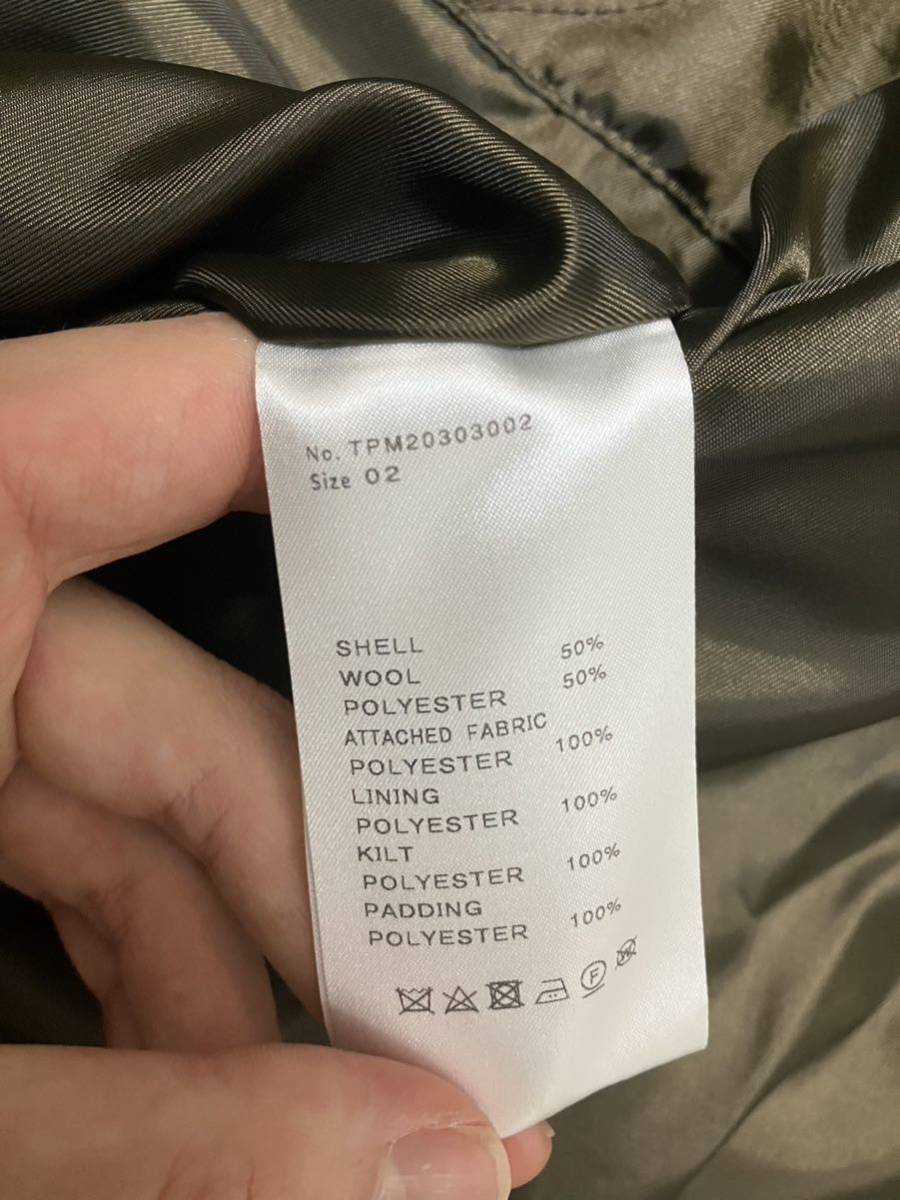 No. TPM20303002
Size 02
SHELL
WOOL 50%
POLYESTER 50%
ATTACHED FABRIC
POLYESTER 100%
LINING
POLYESTER 100%
KILT
POLYESTER 100%
PADDING
POLYESTER 100%
F W